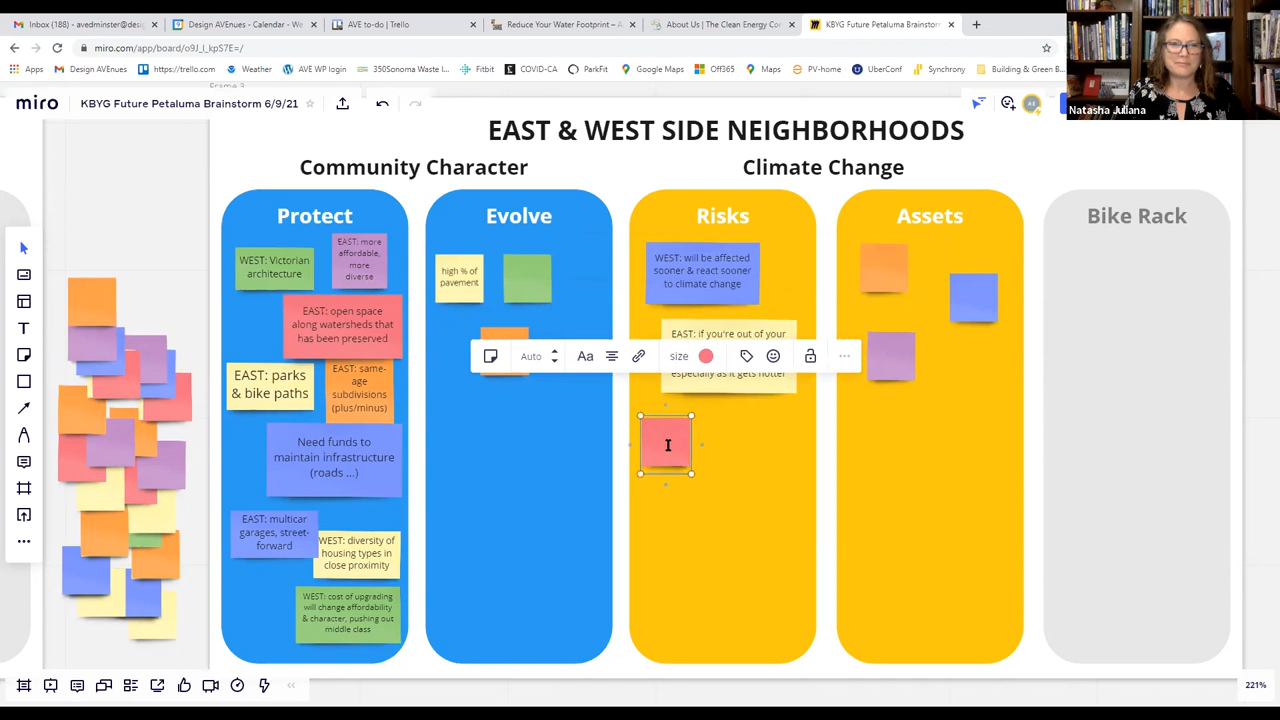 Inbox (188) - avedminster@desig
Design AVEnues - Calendar - We
AVE to-do | Trello
Reduce Your Water Footprint – A
About Us | The Clean Energy Co
KBYG Future Petaluma Brainstorm
miro.com/app/board/o9J_l_kpS7E=/
Apps
Design AVEnues
https://trello.com
Weather
AVE WP login
350Sonoma Waste I...
Fitbit
COVID-CA
ParkFit
Google Maps
Off365
Maps
PV-home
UberConf
Synchrony
Building & Green B...
Natasha Juliana
Frame 3
miro
KBYG Future Petaluma Brainstorm 6/9/21
AE
EAST & WEST SIDE NEIGHBORHOODS
Community Character
Climate Change
Protect
Evolve
Risks
Assets
Bike Rack
WEST: Victorian
architecture
EAST: more
affordable,
more
diverse
EAST: open space
along watersheds that
has been preserved
EAST: parks
& bike paths
EAST: same-
age
subdivisions
(plus/minus)
Need funds to
maintain infrastructure
(roads ...)
EAST: multicar
garages, street-
forward
WEST: diversity of
housing types in
close proximity
WEST: cost of upgrading
will change affordability
& character, pushing out
middle class
high % of
pavement
WEST: will be affected
sooner & react sooner
to climate change
EAST: if you're out of your
especially as it gets hotter
Auto
Aa
size
T
221%